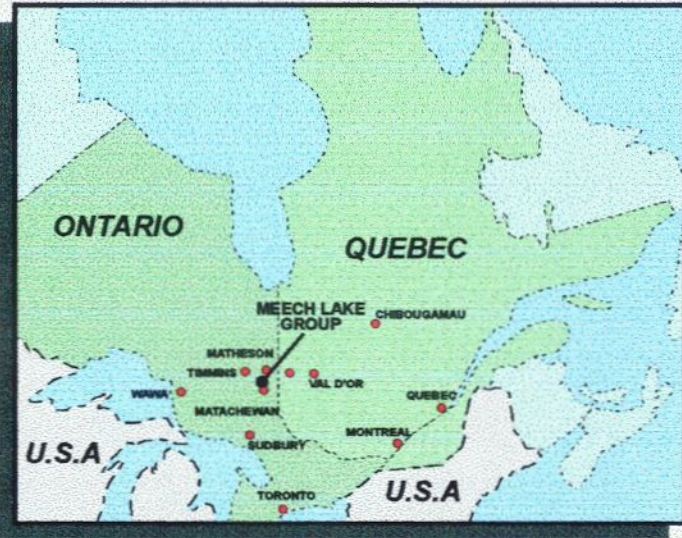 ONTARIO
QUEBEC
MEECH LAKE
GROUP
CHIBOUGAMAU
MATHESON
TIMMINS
VAL D'OR
WAWA
MATACHEWAN
QUEBEC
SUDBURY
MONTREAL
U.S.A
U.S.A
TORONTO